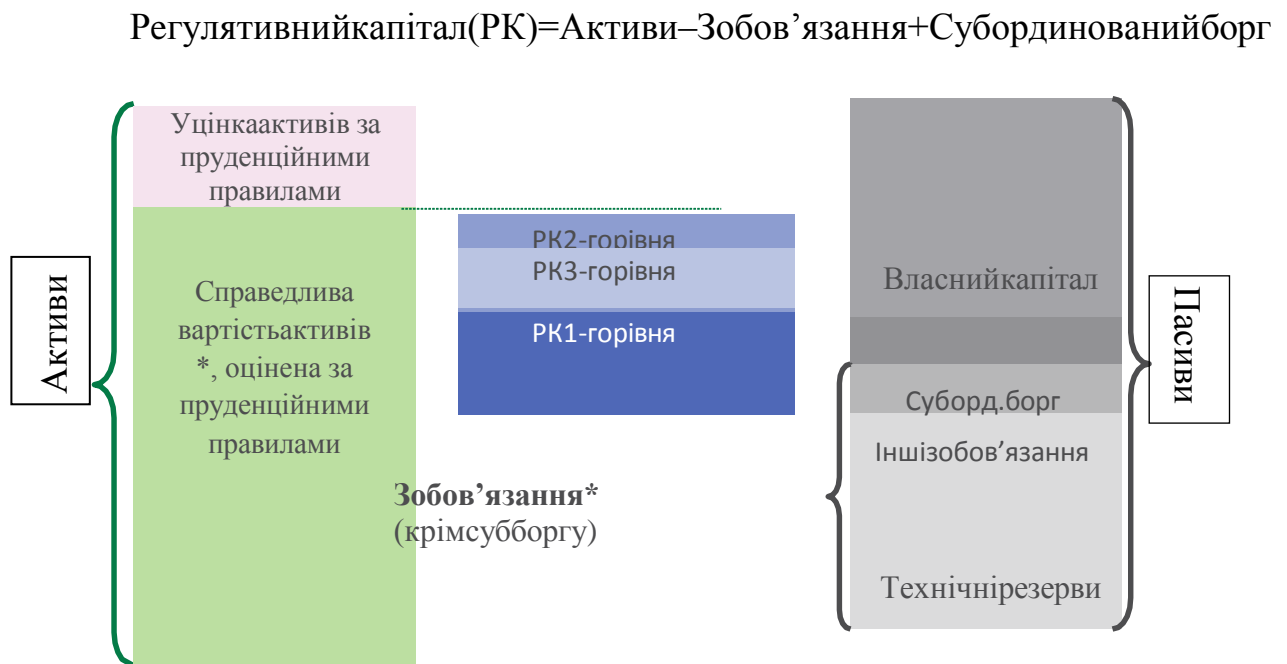 Регулятивнийкапітал(РК)=Активи–Зобов’язання+Субординованийборг
Активи
Уцінкаактивів за
пруденційними
правилами
Справедлива
вартістьактивів
*, оцінена за
пруденційними
правилами
РК2-горівня
РК3-горівня
РК1-горівня
Зобов’язання*
(крімсубборгу)
Власнийкапітал
Суборд.борг
Іншізобов’язання
Технічнірезерви
Пасиви